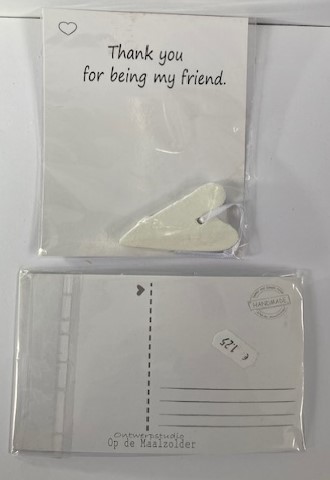 Thank you
for being my friend.
HANDMADE
€ 1,25
Ontwerpstudio
Op de Maalzolder